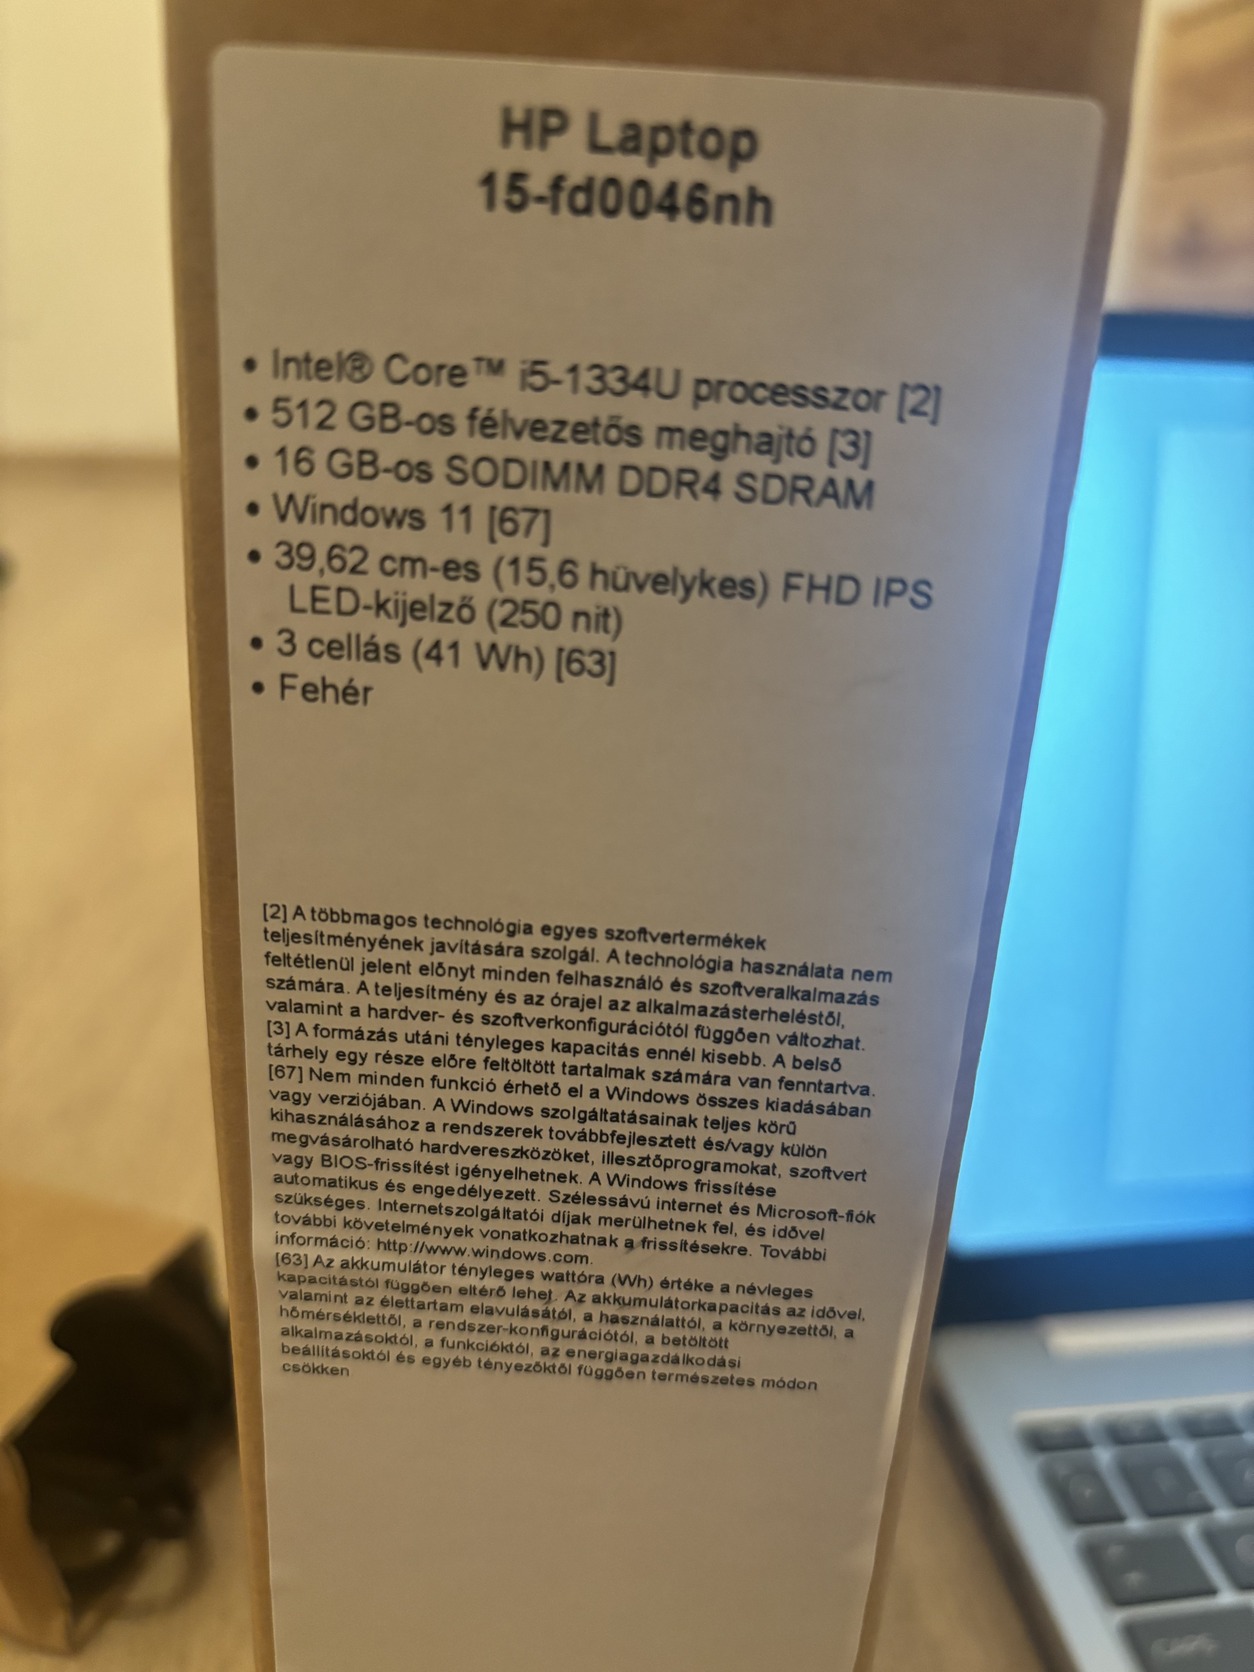 HP Laptop
15-fd0046nh
• Intel® Core™ i5-1334U processzor [2]
• 512 GB-os félvezetős meghajtó [3]
• 16 GB-os SODIMM DDR4 SDRAM
• Windows 11 [67]
• 39,62 cm-es (15,6 hüvelykes) FHD IPS
LED-kijelző (250 nit)
• 3 cellás (41 Wh) [63]
• Fehér
[2] A többmagos technológia egyes szoftvertermékek
teljesítményének javítására szolgál. A technológia használata nem
feltétlenül jelent előnyt minden felhasználó és szoftveralkalmazás
számára. A teljesítmény és az órajel az alkalmazásterheléstől,
valamint a hardver- és szoftverkonfigurációtól függően változhat.
[3] A formázás utáni tényleges kapacitás ennél kisebb. A belső
tárhely egy része előre feltöltött tartalmak számára van fenntartva.
[67] Nem minden funkció érhető el a Windows összes kiadásában
vagy verziójában. A Windows szolgáltatásainak teljes körű
kihasználásához a rendszerek továbbfejlesztett és/vagy külön
megvásárolható hardvereszközöket, illesztőprogramokat, szoftvert
vagy BIOS-frissítést igényelhetnek. A Windows frissítése
automatikus és engedélyezett. Szélessávú internet és Microsoft-fiók
szükséges. Internetszolgáltatói díjak merülhetnek fel, és idővel
további követelmények vonatkozhatnak a frissítésekre. További
információ: http://www.windows.com.
[63] Az akkumulátor tényleges wattóra (Wh) értéke a névleges
kapacitástól függően eltérő lehet. Az akkumulátorkapacitás az idővel,
valamint az élettartam elavulásától, a használattól, a környezettől, a
hőmérséklettől, a rendszer-konfigurációtól, a betöltött
alkalmazásoktól, a funkcióktól, az energiagazdálkodási
beállításoktól és egyéb tényezőktől függően természetes módon
csökken